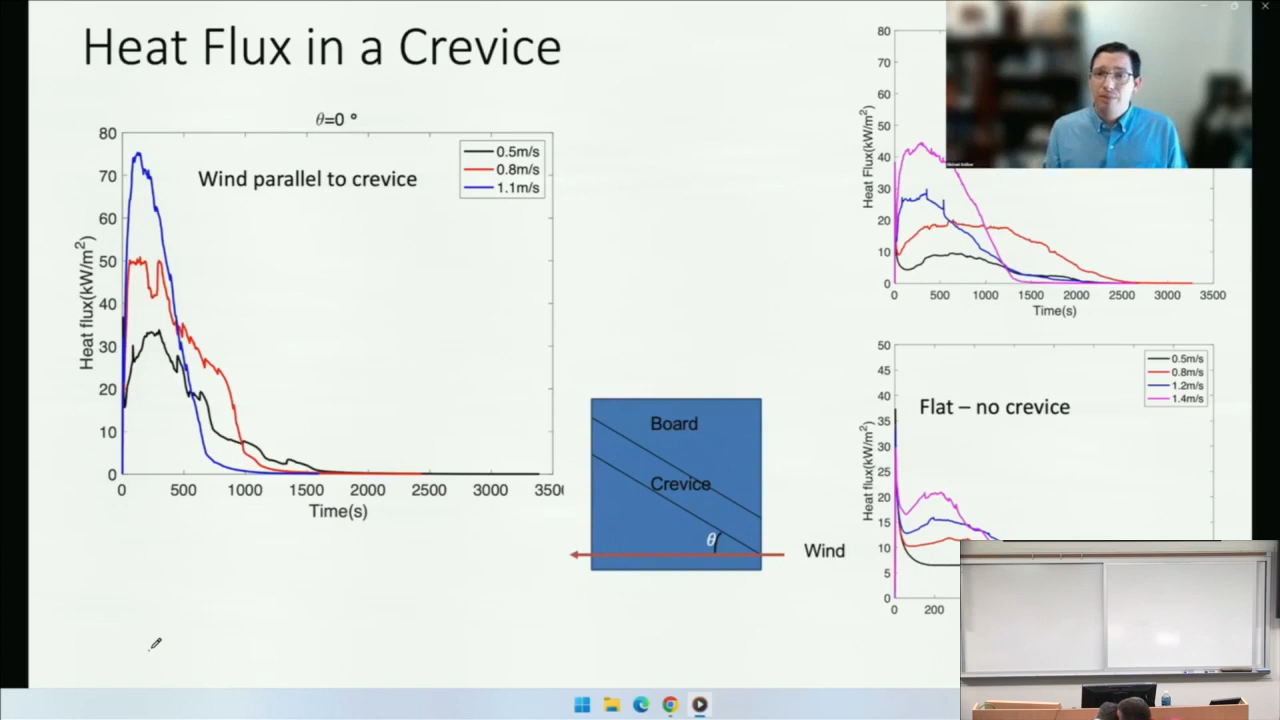 Heat Flux in a Crevice
θ=0 °
Wind parallel to crevice
0.5m/s
0.8m/s
1.1m/s
80
70
60
50
40
30
20
10
0
Heat flux(kW/m²)
0 500 1000 1500 2000 2500 3000 350
Time(s)
Board
Crevice
θ
Wind
80
70
60
50
40
30
20
10
0
Heat Flux(kW/m²)
0 500 1000 1500 2000 2500 3000 3500
Time(s)
50
45
40
35
30
25
20
15
10
5
0
Heat flux(kW/m²)
0.5m/s
0.8m/s
1.2m/s
1.4m/s
Flat – no crevice
0 200